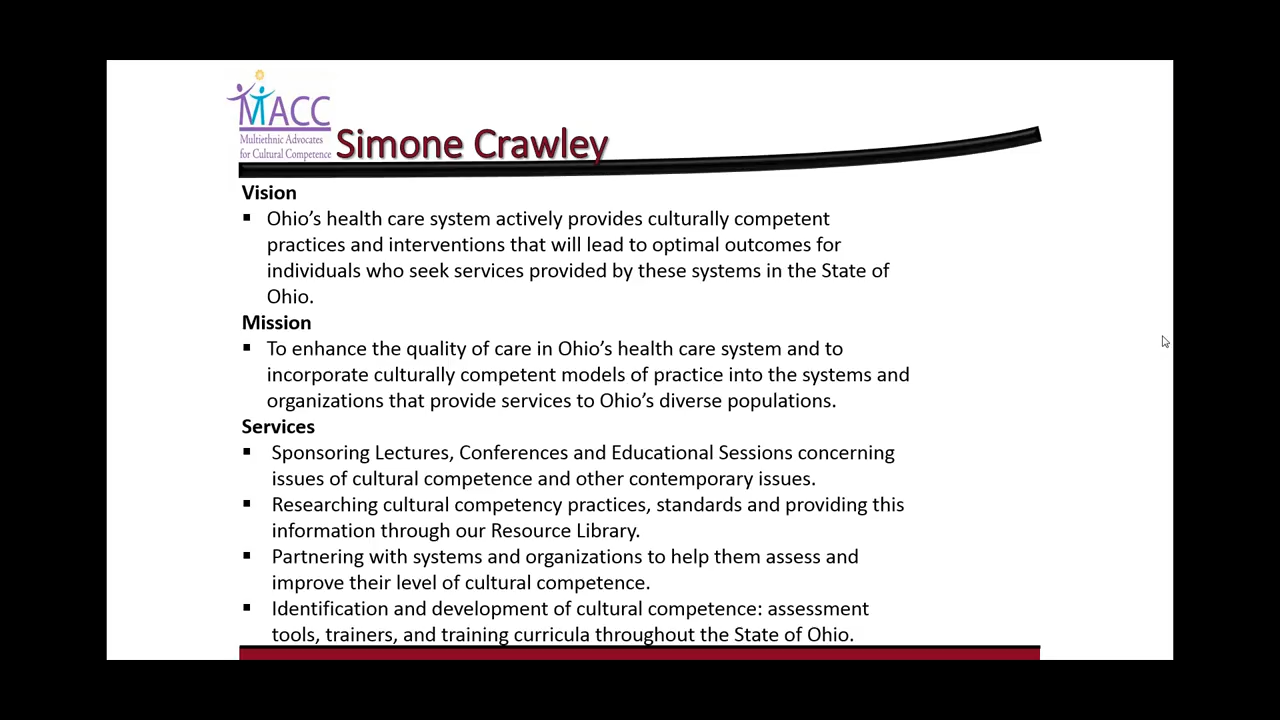 MACC
Multiethnic Advocates
for Cultural Competence
Simone Crawley
Vision
▪ Ohio’s health care system actively provides culturally competent
practices and interventions that will lead to optimal outcomes for
individuals who seek services provided by these systems in the State of
Ohio.
Mission
▪ To enhance the quality of care in Ohio’s health care system and to
incorporate culturally competent models of practice into the systems and
organizations that provide services to Ohio’s diverse populations.
Services
▪ Sponsoring Lectures, Conferences and Educational Sessions concerning
issues of cultural competence and other contemporary issues.
▪ Researching cultural competency practices, standards and providing this
information through our Resource Library.
▪ Partnering with systems and organizations to help them assess and
improve their level of cultural competence.
▪ Identification and development of cultural competence: assessment
tools, trainers, and training curricula throughout the State of Ohio.